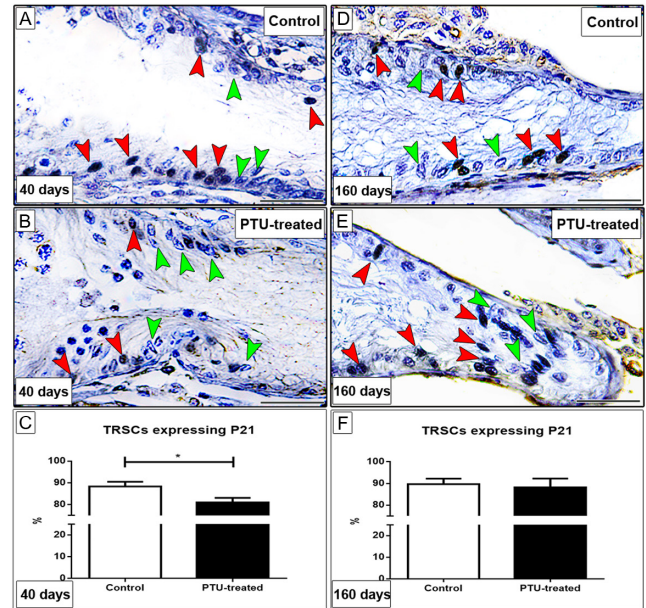 A
Control
40 days
D
Control
160 days
B
PTU-treated
40 days
E
PTU-treated
160 days
C
TRSCs expressing P21
*
100
90
80
20
10
0
%
Control
PTU-treated
40 days
F
TRSCs expressing P21
100
90
80
20
10
0
%
Control
PTU-treated
160 days